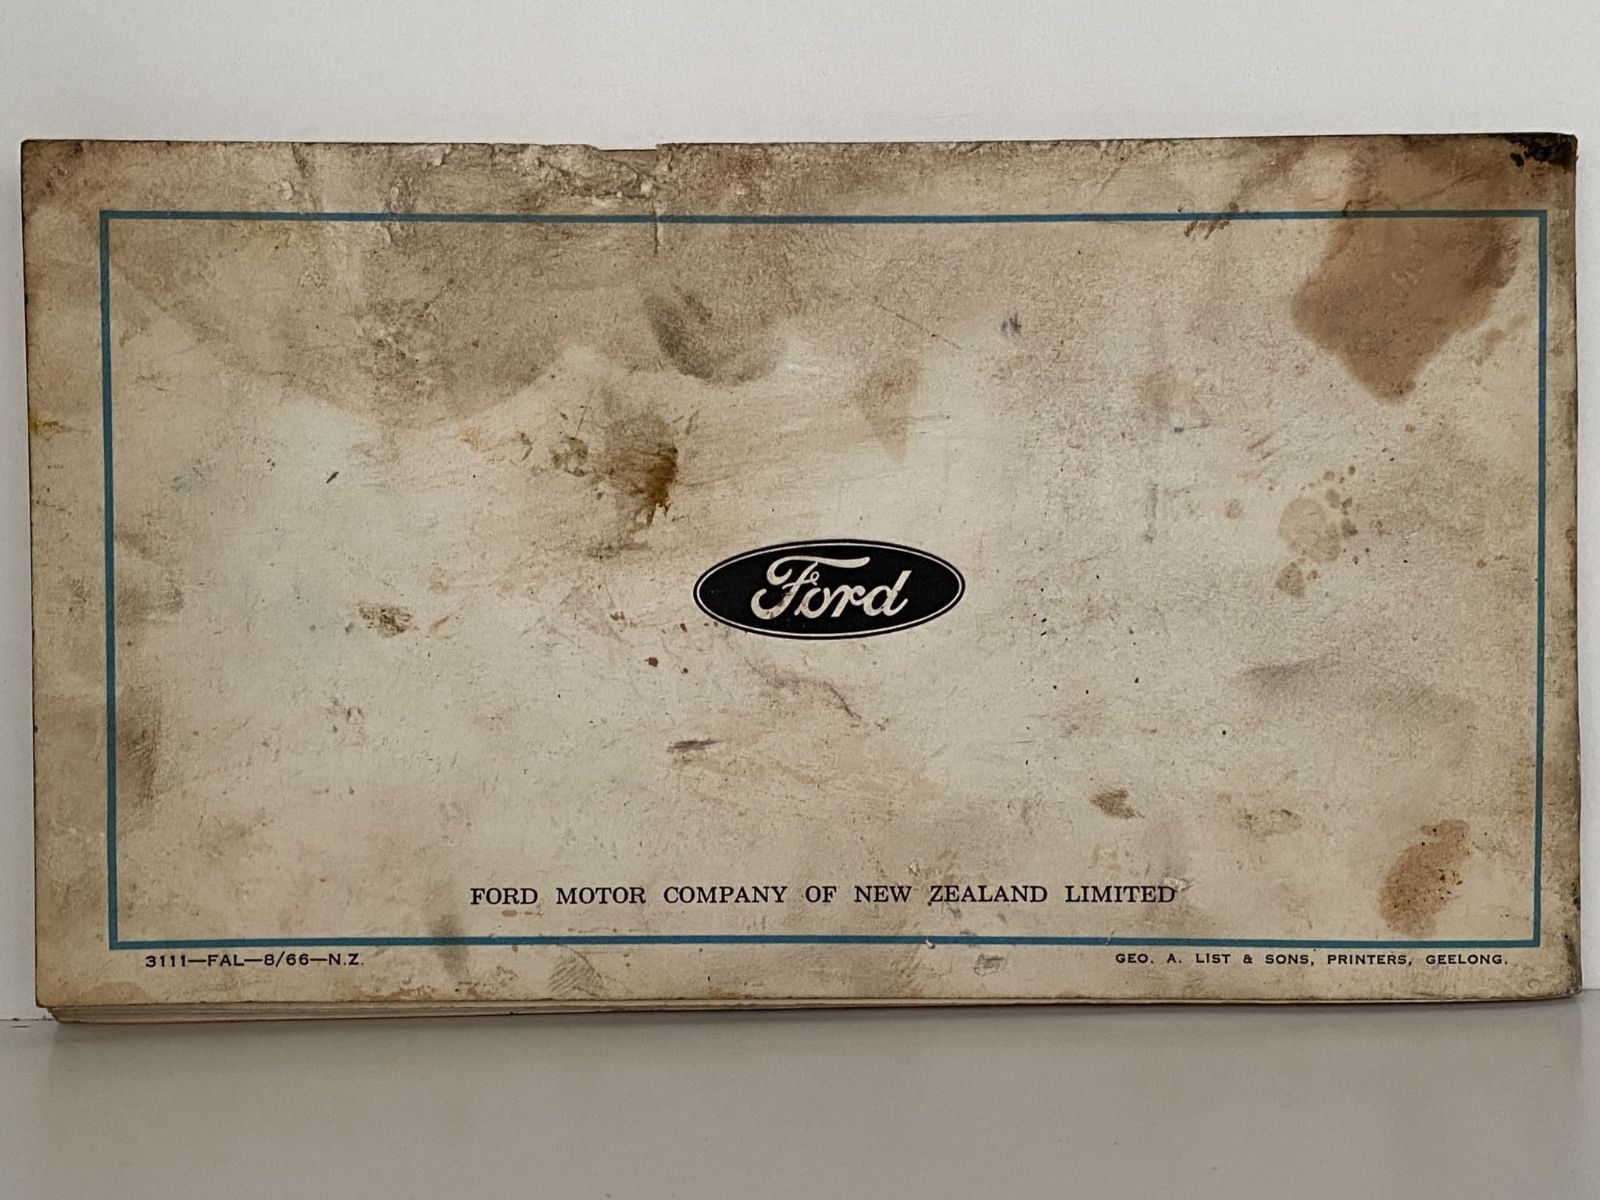 Ford
FORD MOTOR COMPANY OF NEW ZEALAND LIMITED
3111—FAL—8/66—N.Z.
GEO. A. LIST & SONS, PRINTERS, GEELONG.